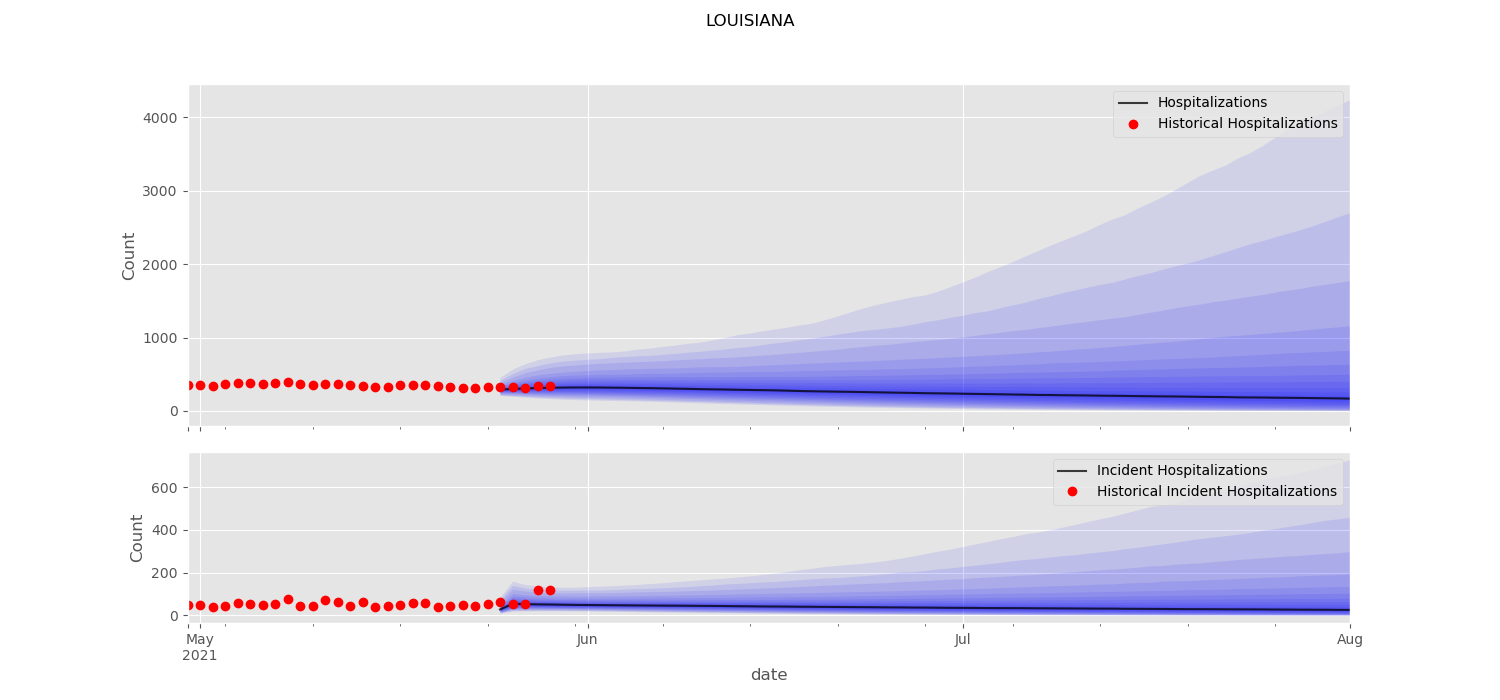 LOUISIANA
Hospitalizations
Historical Hospitalizations
4000
3000
2000
1000
0
Count
Incident Hospitalizations
Historical Incident Hospitalizations
600
400
200
0
Count
May
2021
Jun
Jul
Aug
date